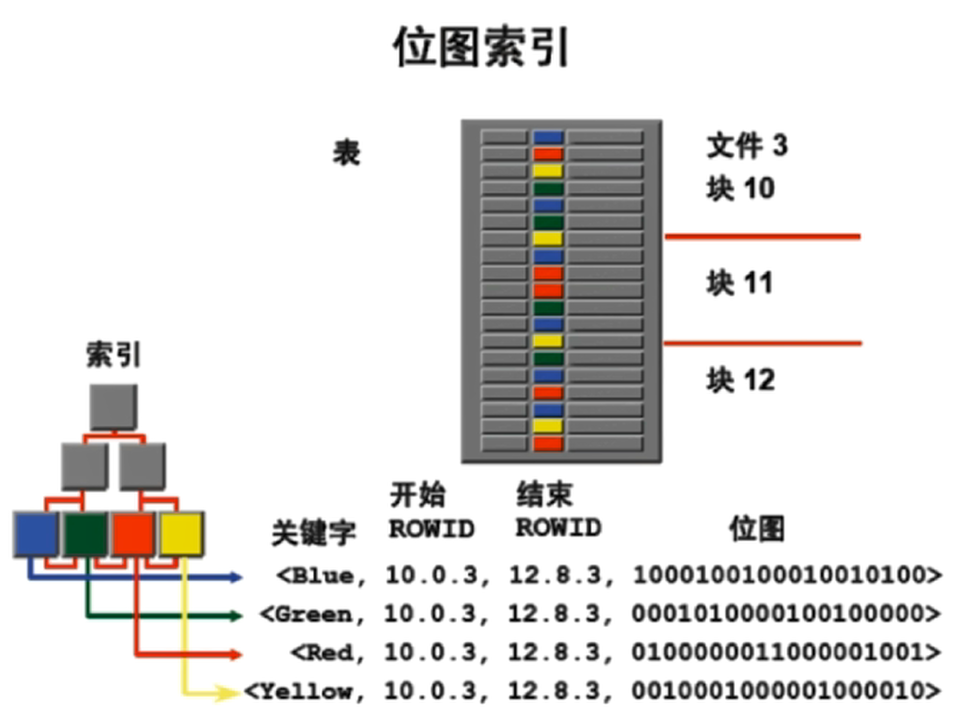 位图索引
表
文件 3
块 10
块 11
块 12
索引
开始 结束
关键字 ROWID ROWID 位图
<Blue, 10.0.3, 12.8.3, 1000100100010010100>
<Green, 10.0.3, 12.8.3, 0001010000100100000>
<Red, 10.0.3, 12.8.3, 0100000011000001001>
<Yellow, 10.0.3, 12.8.3, 0010001000001000010>